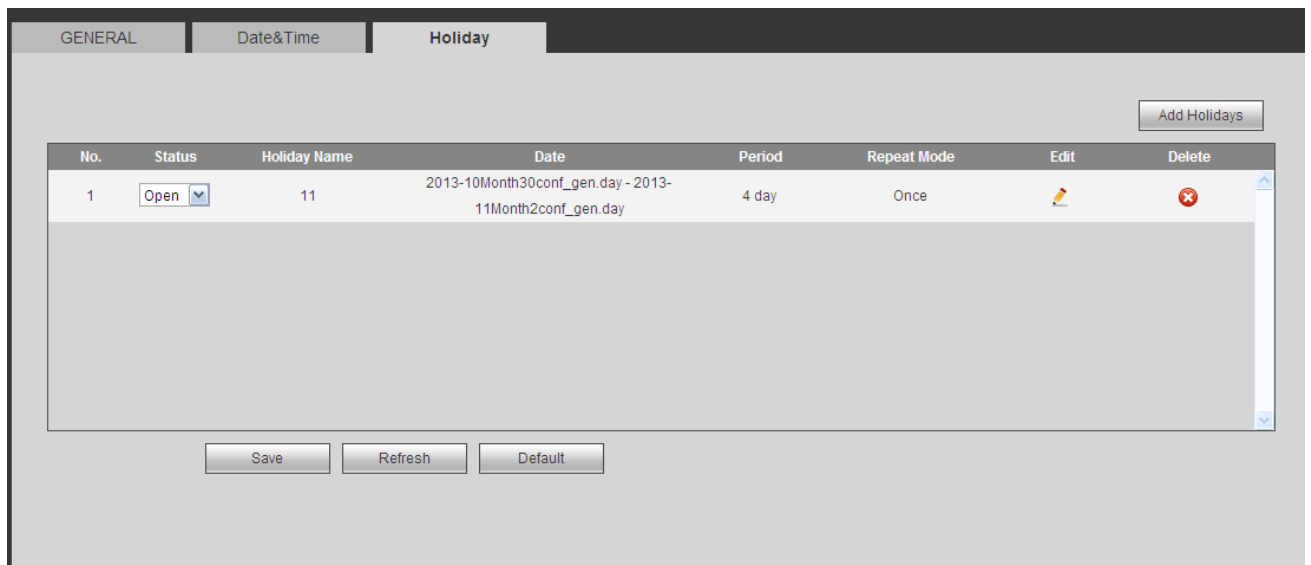 GENERAL Date&Time Holiday
Add Holidays
No. Status Holiday Name Date Period Repeat Mode Edit Delete
1 Open 11 2013-10Month30conf_gen.day - 2013-
11Month2conf_gen.day 4 day Once
Save Refresh Default